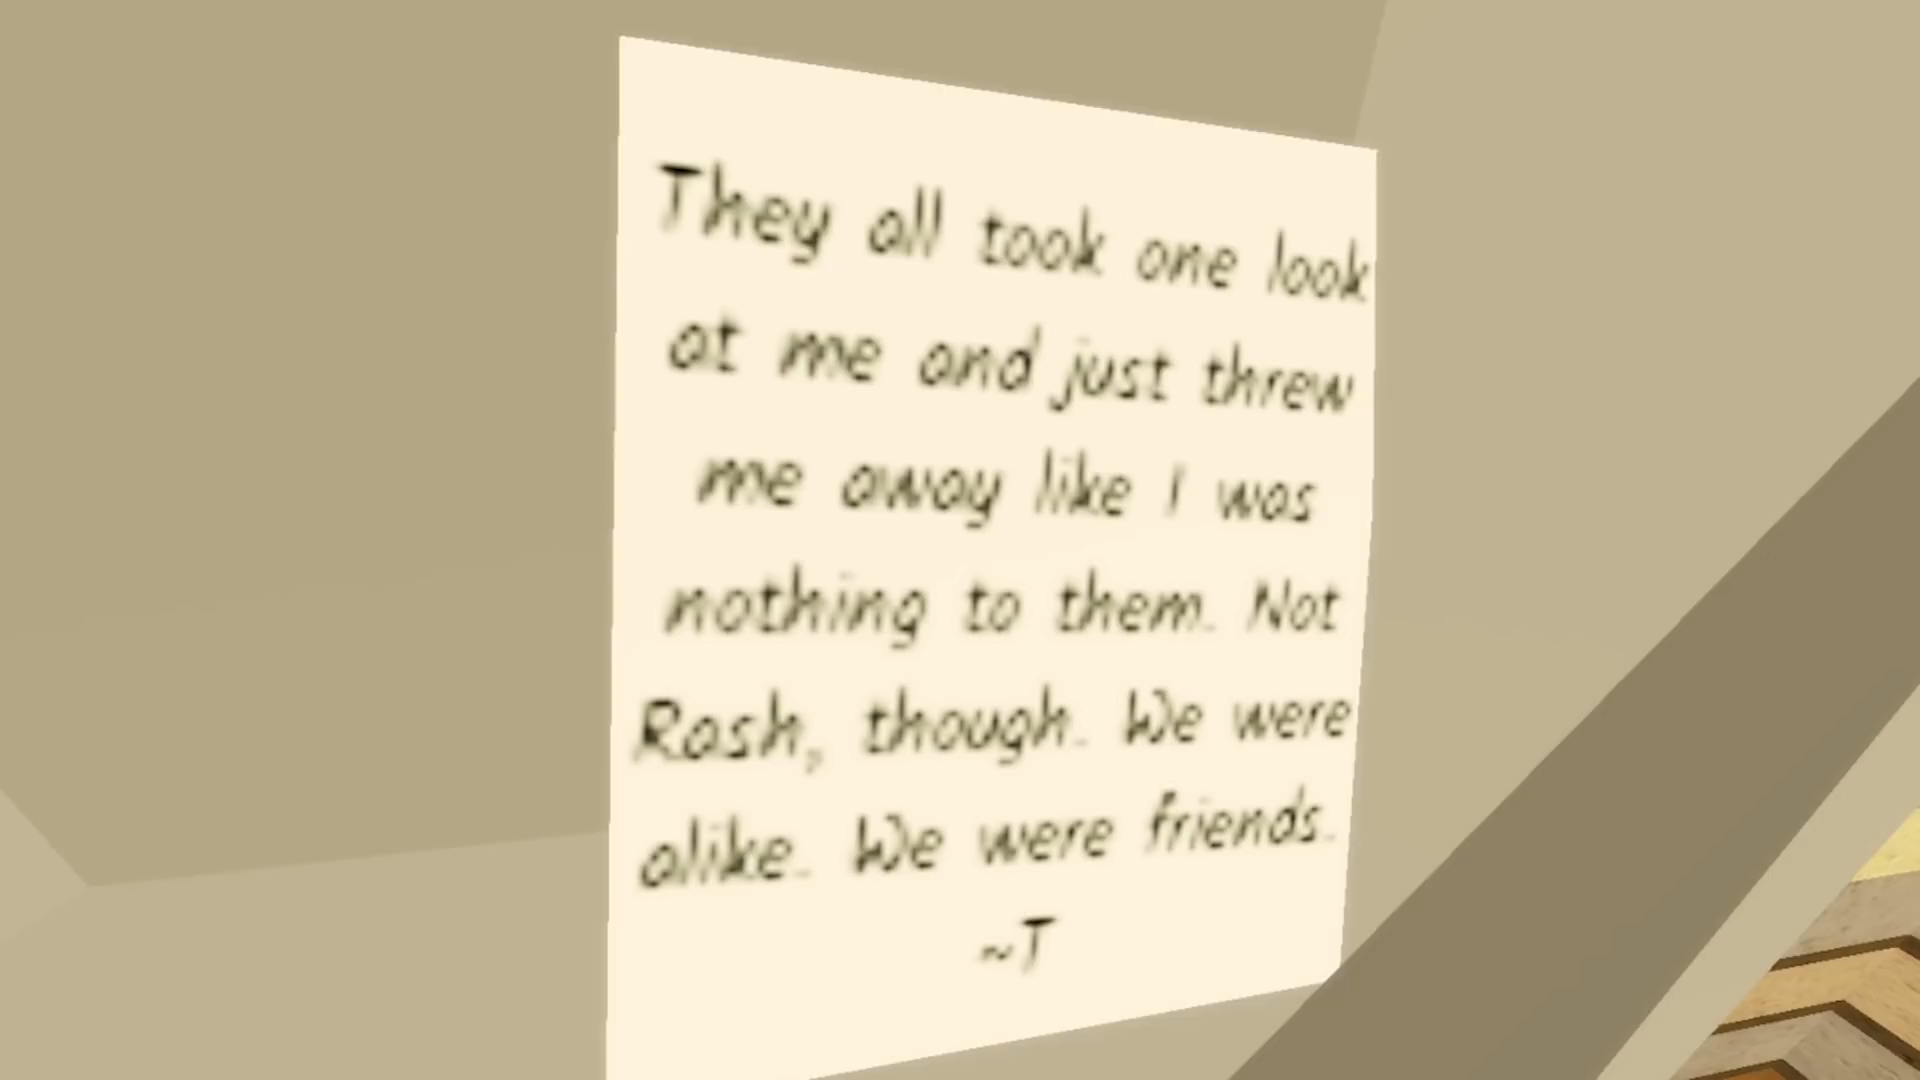 They all took one look
at me and just threw
me away like I was
nothing to them. Not
Rash, though. We were
alike. We were friends.
~T